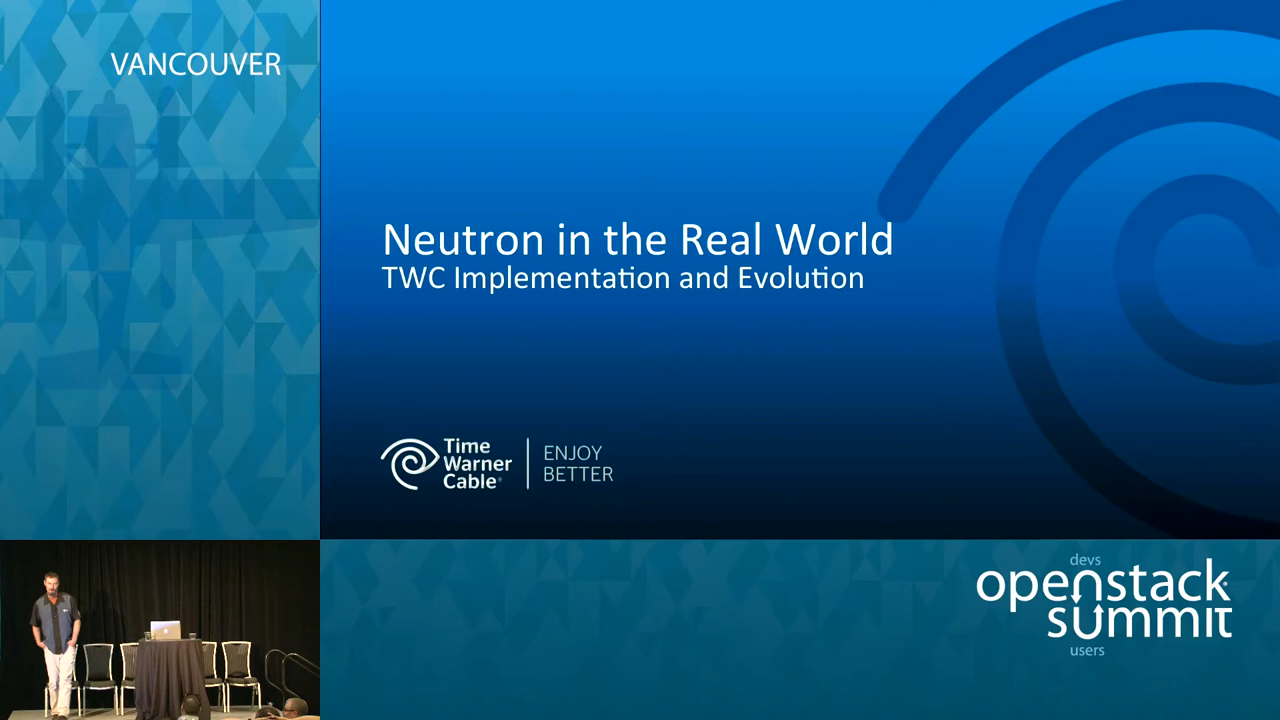 VANCOUVER
Neutron in the Real World
TWC Implementation and Evolution
Time
Warner
Cable
ENJOY
BETTER
devs
openstack
summit
users